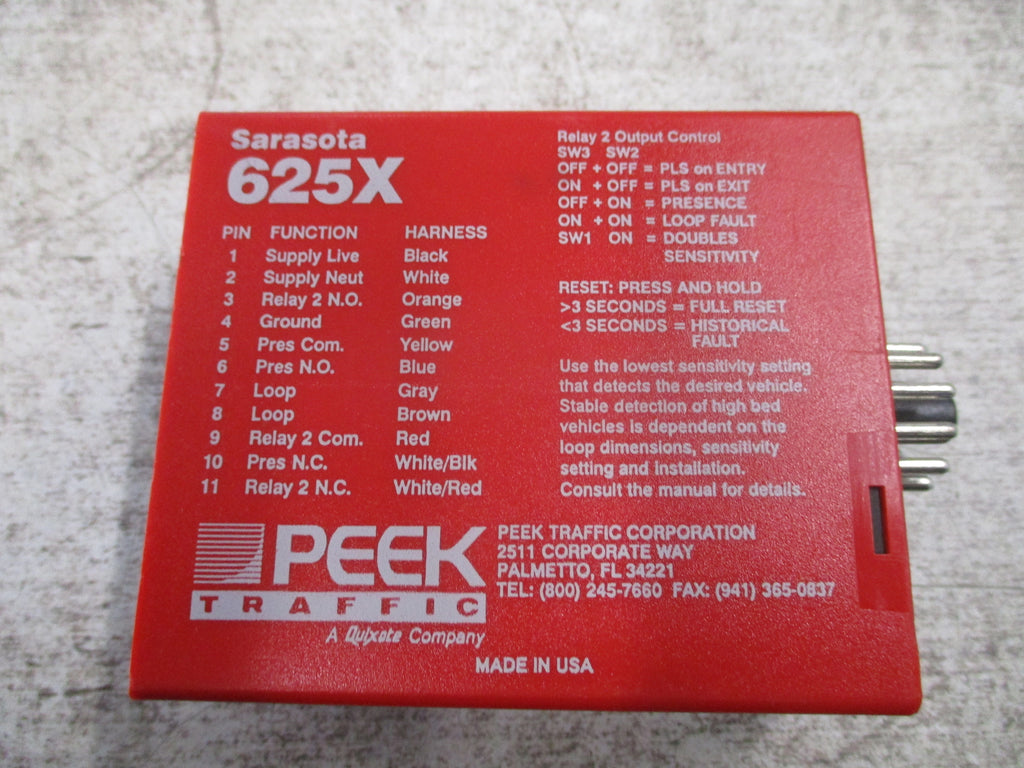 Sarasota
625X
PIN FUNCTION HARNESS
1 Supply Live Black
2 Supply Neut White
3 Relay 2 N.O. Orange
4 Ground Green
5 Pres Com. Yellow
6 Pres N.O. Blue
7 Loop Gray
8 Loop Brown
9 Relay 2 Com. Red
10 Pres N.C. White/Blk
11 Relay 2 N.C. White/Red
Relay 2 Output Control
SW3 SW2
OFF + OFF = PLS on ENTRY
ON + OFF = PLS on EXIT
OFF + ON = PRESENCE
ON + ON = LOOP FAULT
SW1 ON = DOUBLES
SENSITIVITY
RESET: PRESS AND HOLD
>3 SECONDS = FULL RESET
<3 SECONDS = HISTORICAL
FAULT
Use the lowest sensitivity setting
that detects the desired vehicle.
Stable detection of high bed
vehicles is dependent on the
loop dimensions, sensitivity
setting and installation.
Consult the manual for details.
PEEK
TRAFFIC
A Quixote Company
PEEK TRAFFIC CORPORATION
2511 CORPORATE WAY
PALMETTO, FL 34221
TEL: (800) 245-7660 FAX: (941) 365-0837
MADE IN USA